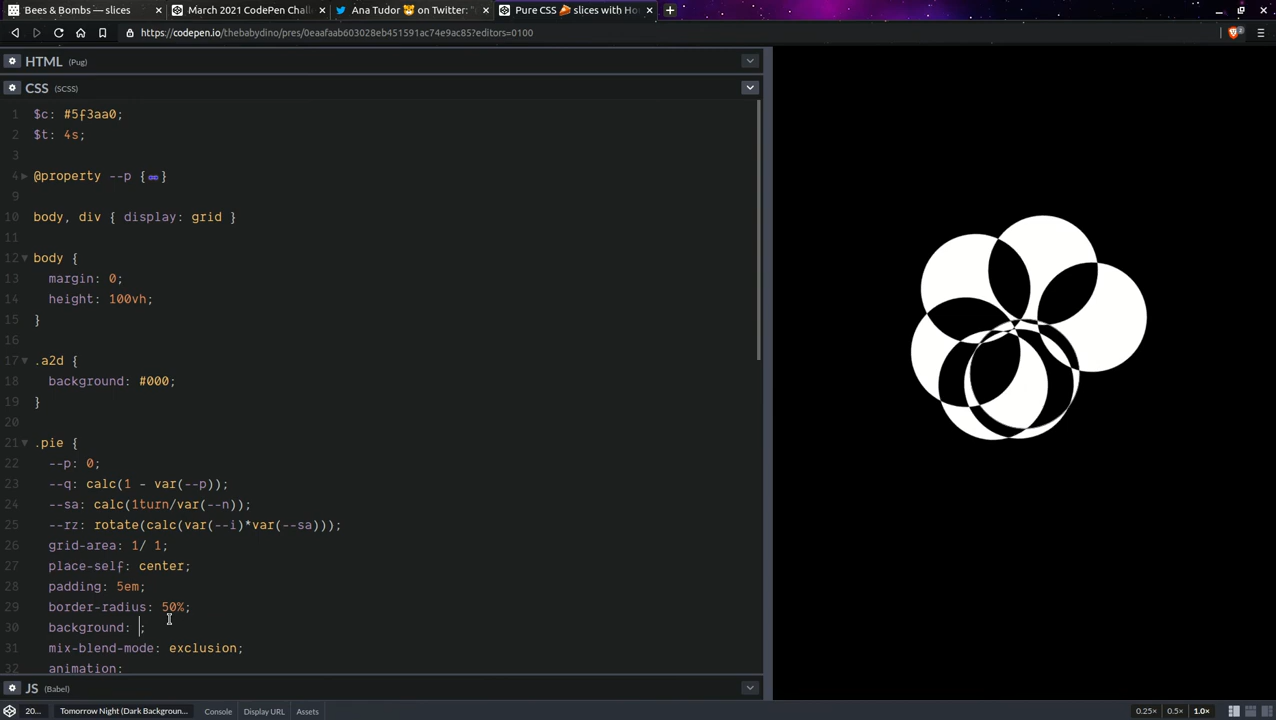 Bees & Bombs — slices
March 2021 CodePen Chall
Ana Tudor 🐯 on Twitter: "
Pure CSS 🍰 slices with Ho
https://codepen.io/thebabydino/pres/0eaafaab603028eb451591ac74e9ac85?editors=0100
2
HTML (Pug)
CSS (SCSS)
1 $c: #5f3aa0;
2 $t: 4s;
3
4 @property --p {}
9
10 body, div { display: grid }
11
12 body {
13 margin: 0;
14 height: 100vh;
15 }
16
17 .a2d {
18 background: #000;
19 }
20
21 .pie {
22 --p: 0;
23 --q: calc(1 - var(--p));
24 --sa: calc(1turn/var(--n));
25 --rz: rotate(calc(var(--i)*var(--sa)));
26 grid-area: 1/ 1;
27 place-self: center;
28 padding: 5em;
29 border-radius: 50%;
30 background: ;
31 mix-blend-mode: exclusion;
32 animation:
JS (Babel)
20... Tomorrow Night (Dark Backgroun... Console Display URL Assets 0.25× 0.5× 1.0×